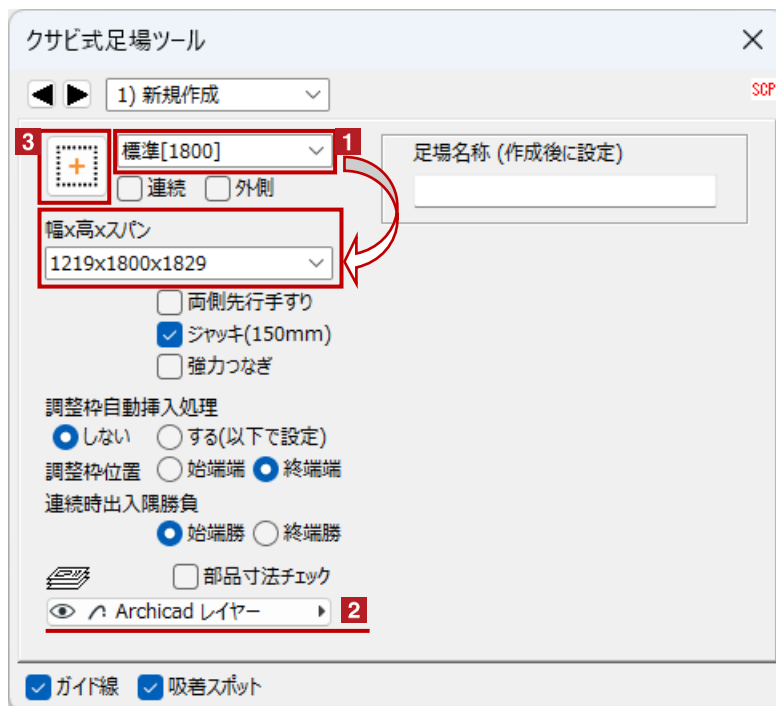 クサビ式足場ツール
1) 新規作成
SCP
3
標準[1800]
1
連続 外側
足場名称 (作成後に設定)
幅x高xスパン
1219x1800x1829
両側先行手すり
ジャッキ(150mm)
強力つなぎ
調整枠自動挿入処理
しない する(以下で設定)
調整枠位置 始端端 終端端
連続時出入隅勝負
始端勝 終端勝
部品寸法チェック
Archicad レイヤー
2
ガイド線 吸着スポット